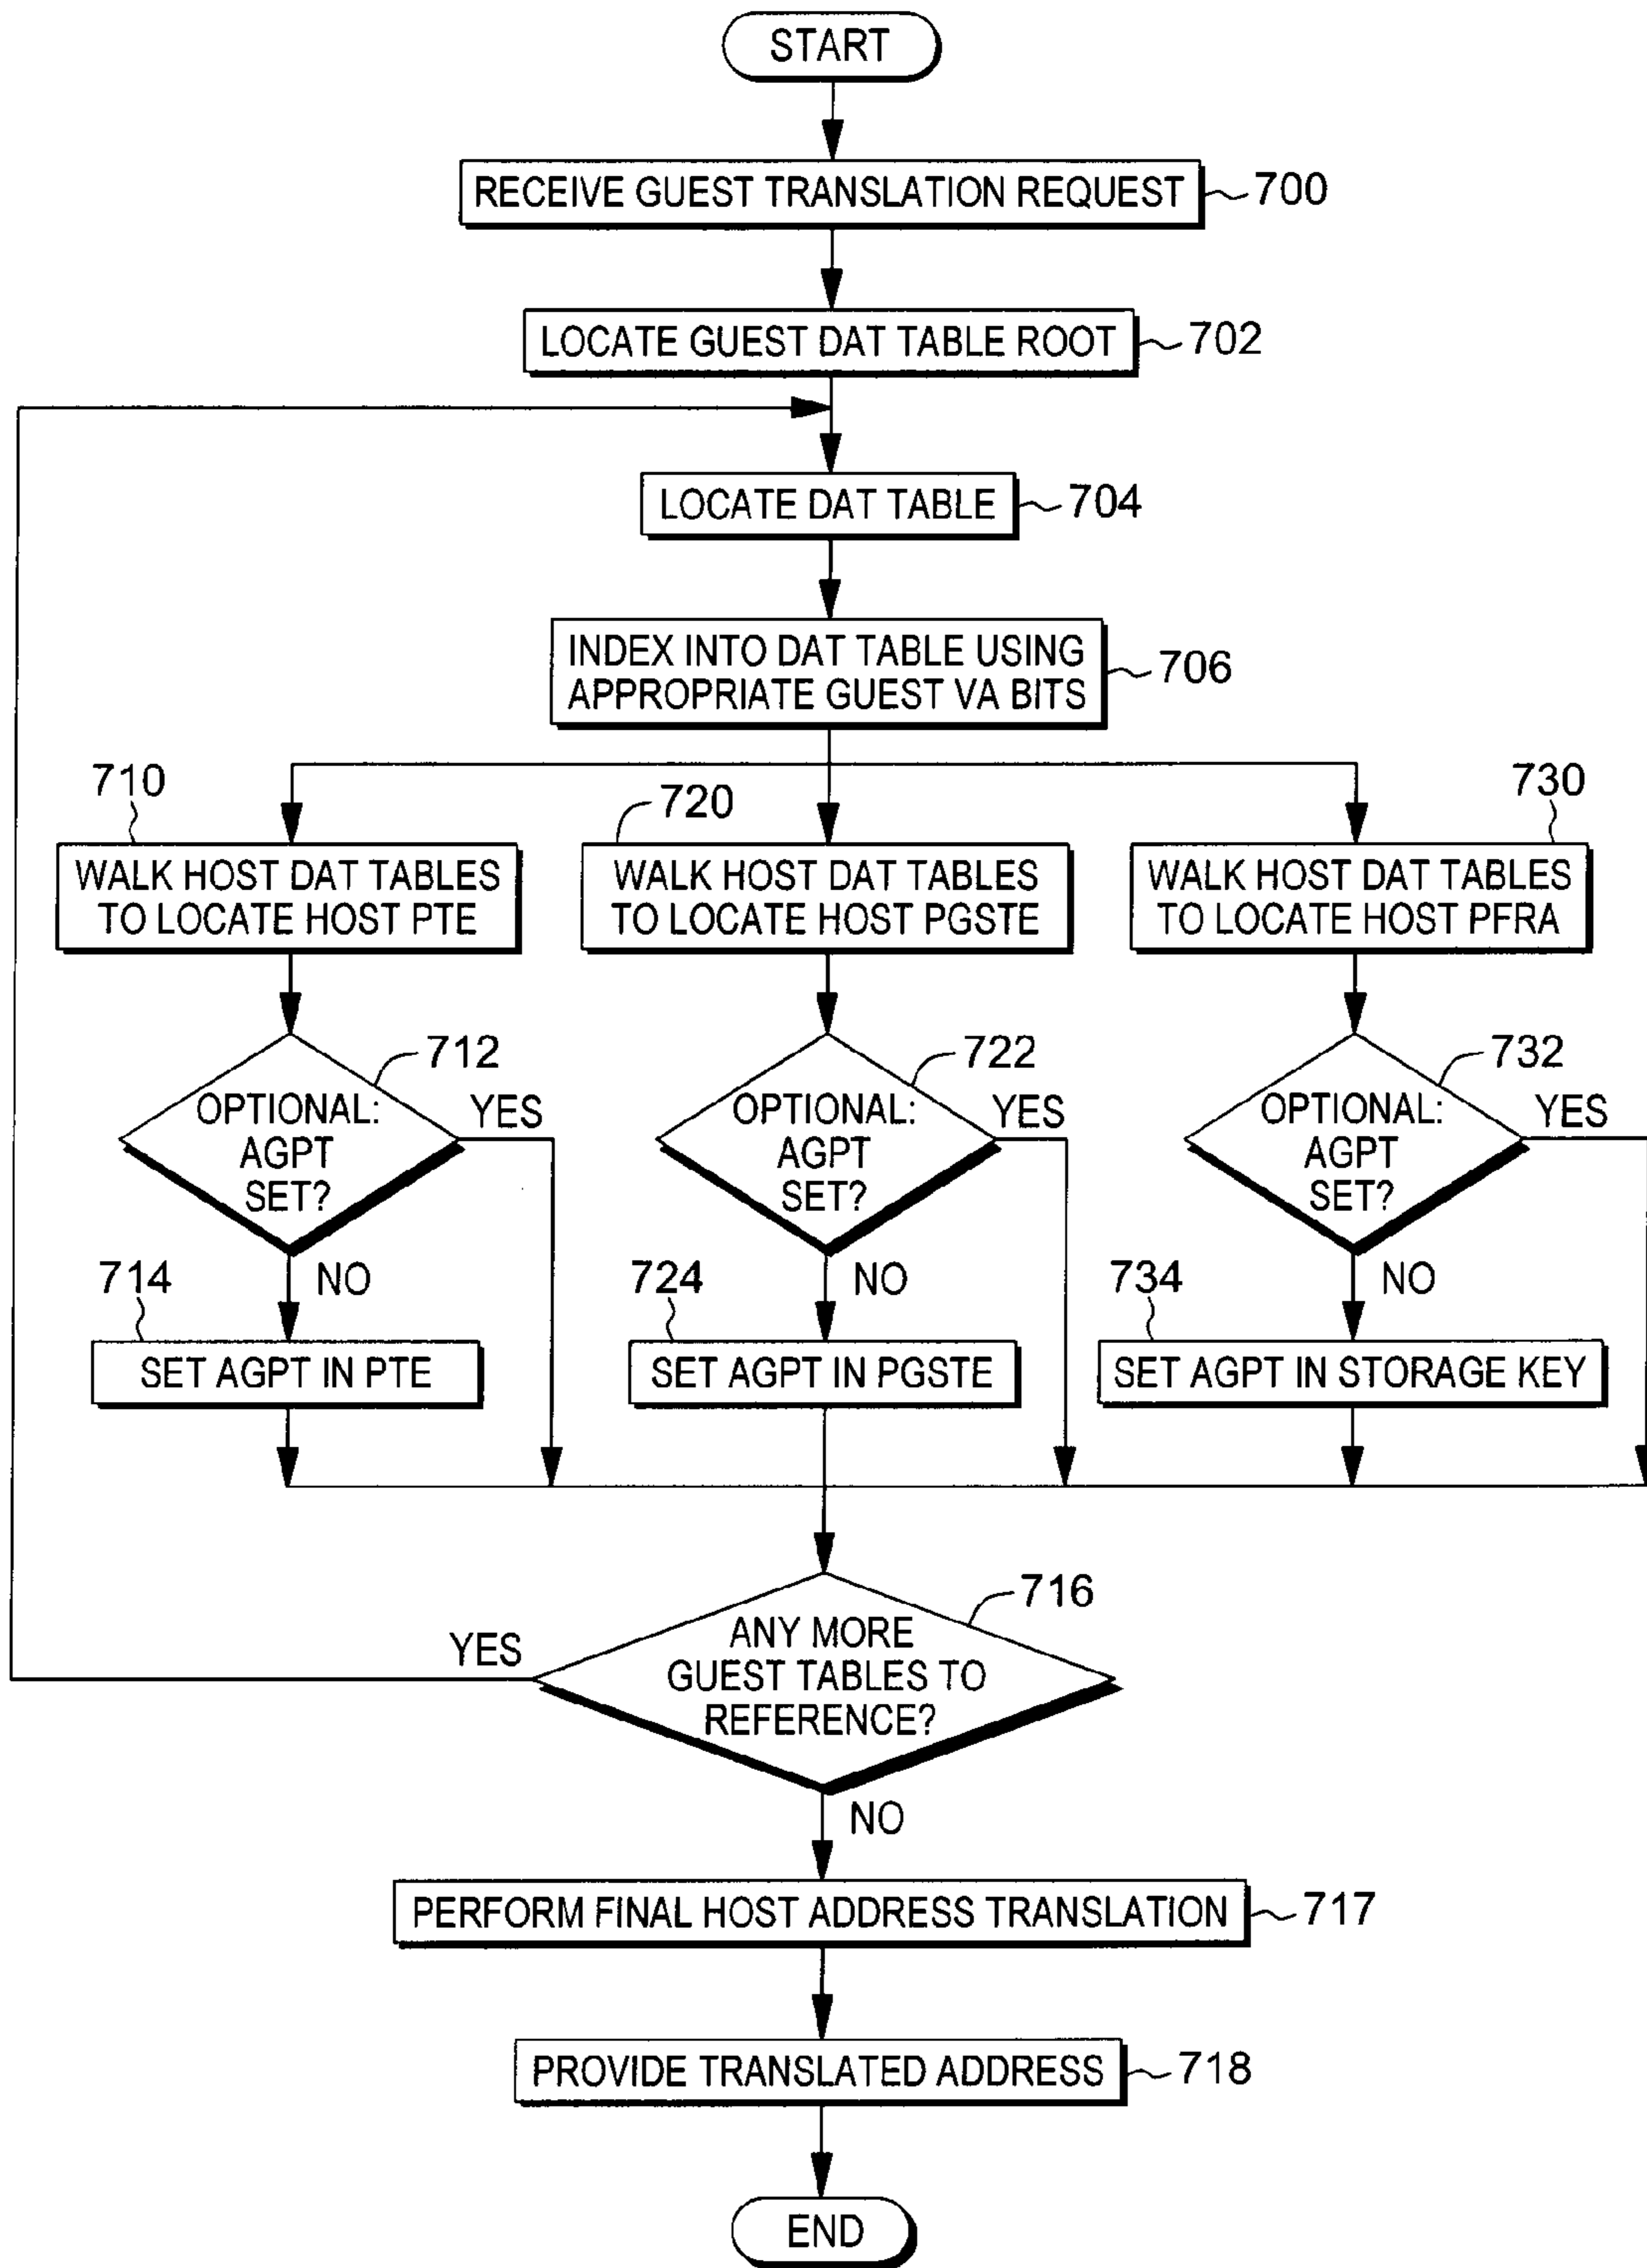 START
RECEIVE GUEST TRANSLATION REQUEST
700
LOCATE GUEST DAT TABLE ROOT
702
LOCATE DAT TABLE
704
INDEX INTO DAT TABLE USING
APPROPRIATE GUEST VA BITS
706
710
WALK HOST DAT TABLES
TO LOCATE HOST PTE
720
WALK HOST DAT TABLES
TO LOCATE HOST PGSTE
730
WALK HOST DAT TABLES
TO LOCATE HOST PFRA
712
OPTIONAL:
AGPT
SET?
YES
NO
722
OPTIONAL:
AGPT
SET?
YES
NO
732
OPTIONAL:
AGPT
SET?
YES
NO
714
SET AGPT IN PTE
724
SET AGPT IN PGSTE
734
SET AGPT IN STORAGE KEY
716
ANY MORE
GUEST TABLES TO
REFERENCE?
YES
NO
PERFORM FINAL HOST ADDRESS TRANSLATION
717
PROVIDE TRANSLATED ADDRESS
718
END